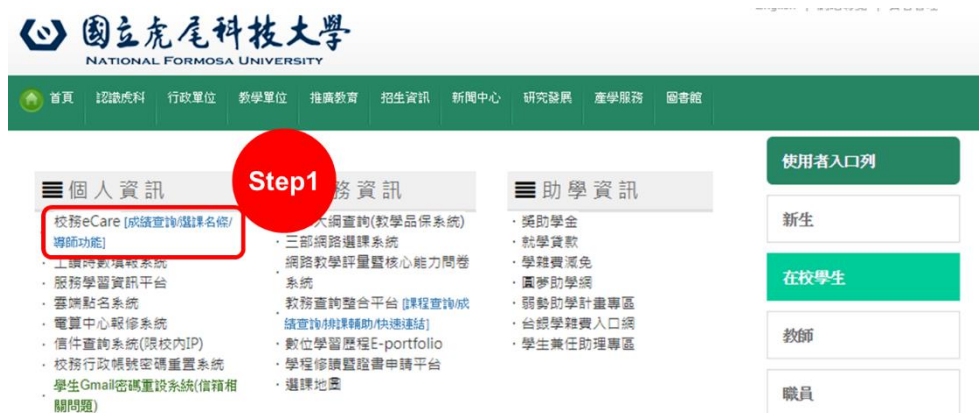 國立虎尾科技大學
NATIONAL FORMOSA UNIVERSITY
首頁 認識虎科 行政單位 教學單位 推廣教育 招生資訊 新聞中心 研究發展 產學服務 圖書館
Step1
個人資訊
校務eCare [成績查詢/選課名條/
導師功能]
工讀時數填報系統
· 服務學習資訊平台
· 雲端點名系統
· 電算中心報修系統
· 信件查詢系統(限校內IP)
· 校務行政帳號密碼重置系統
· 學生Gmail密碼重設系統(信箱相
關問題)
務資訊
大綱查詢(教學品保系統)
· 三部網路選課系統
網路教學評量暨核心能力問卷
系統
教務查詢整合平台 [課程查詢/成
績查詢/排課輔助/快速連結]
· 數位學習歷程E-portfolio
· 學程修讀暨證書申請平台
· 選課地圖
助學資訊
· 獎助學金
· 就學貸款
· 學雜費減免
· 圓夢助學網
· 弱勢助學計畫專區
· 台銀學雜費入口網
· 學生兼任助理專區
使用者入口列
新生
在校學生
教師
職員